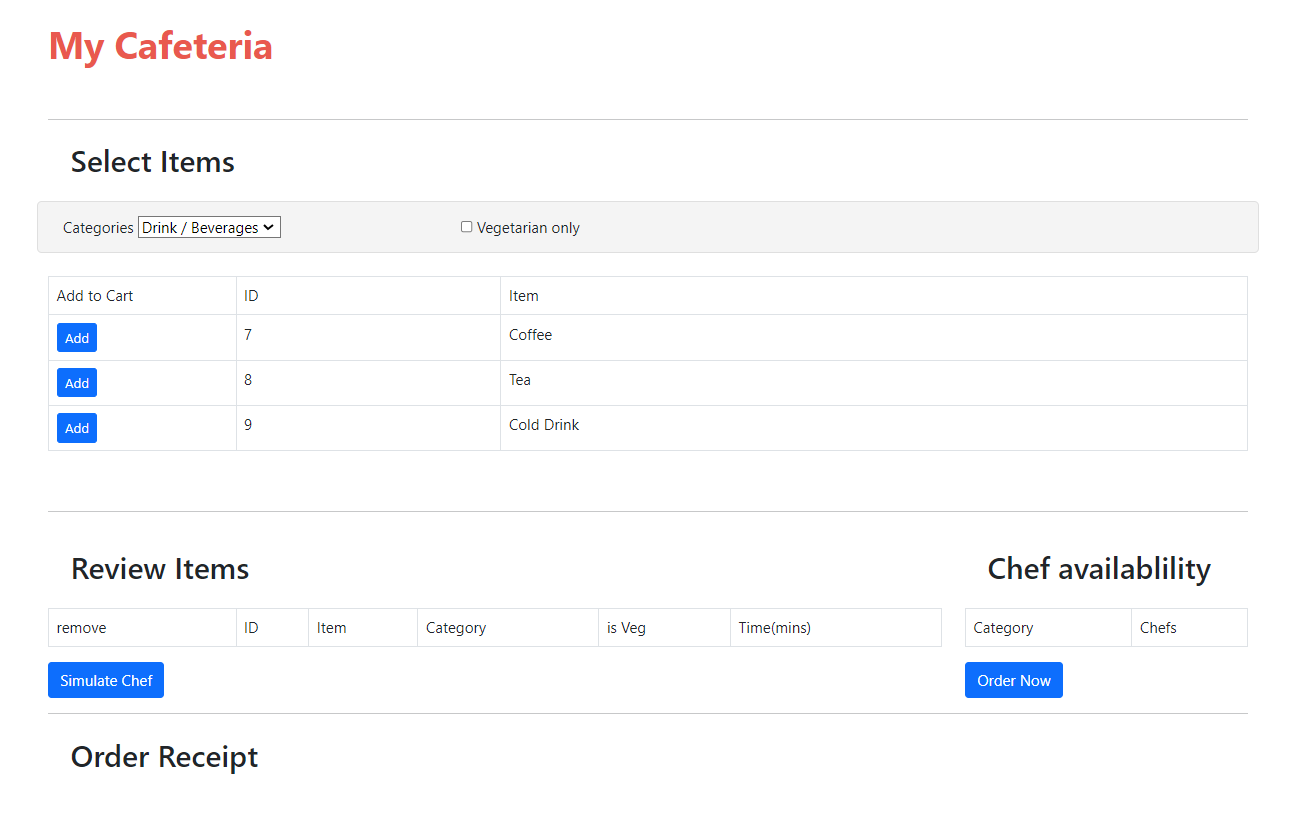 My Cafeteria
Select Items
Categories Drink / Beverages Vegetarian only
Add to Cart ID Item
Add 7 Coffee
Add 8 Tea
Add 9 Cold Drink
Review Items Chef availablility
remove ID Item Category is Veg Time(mins) Category Chefs
Simulate Chef Order Now
Order Receipt